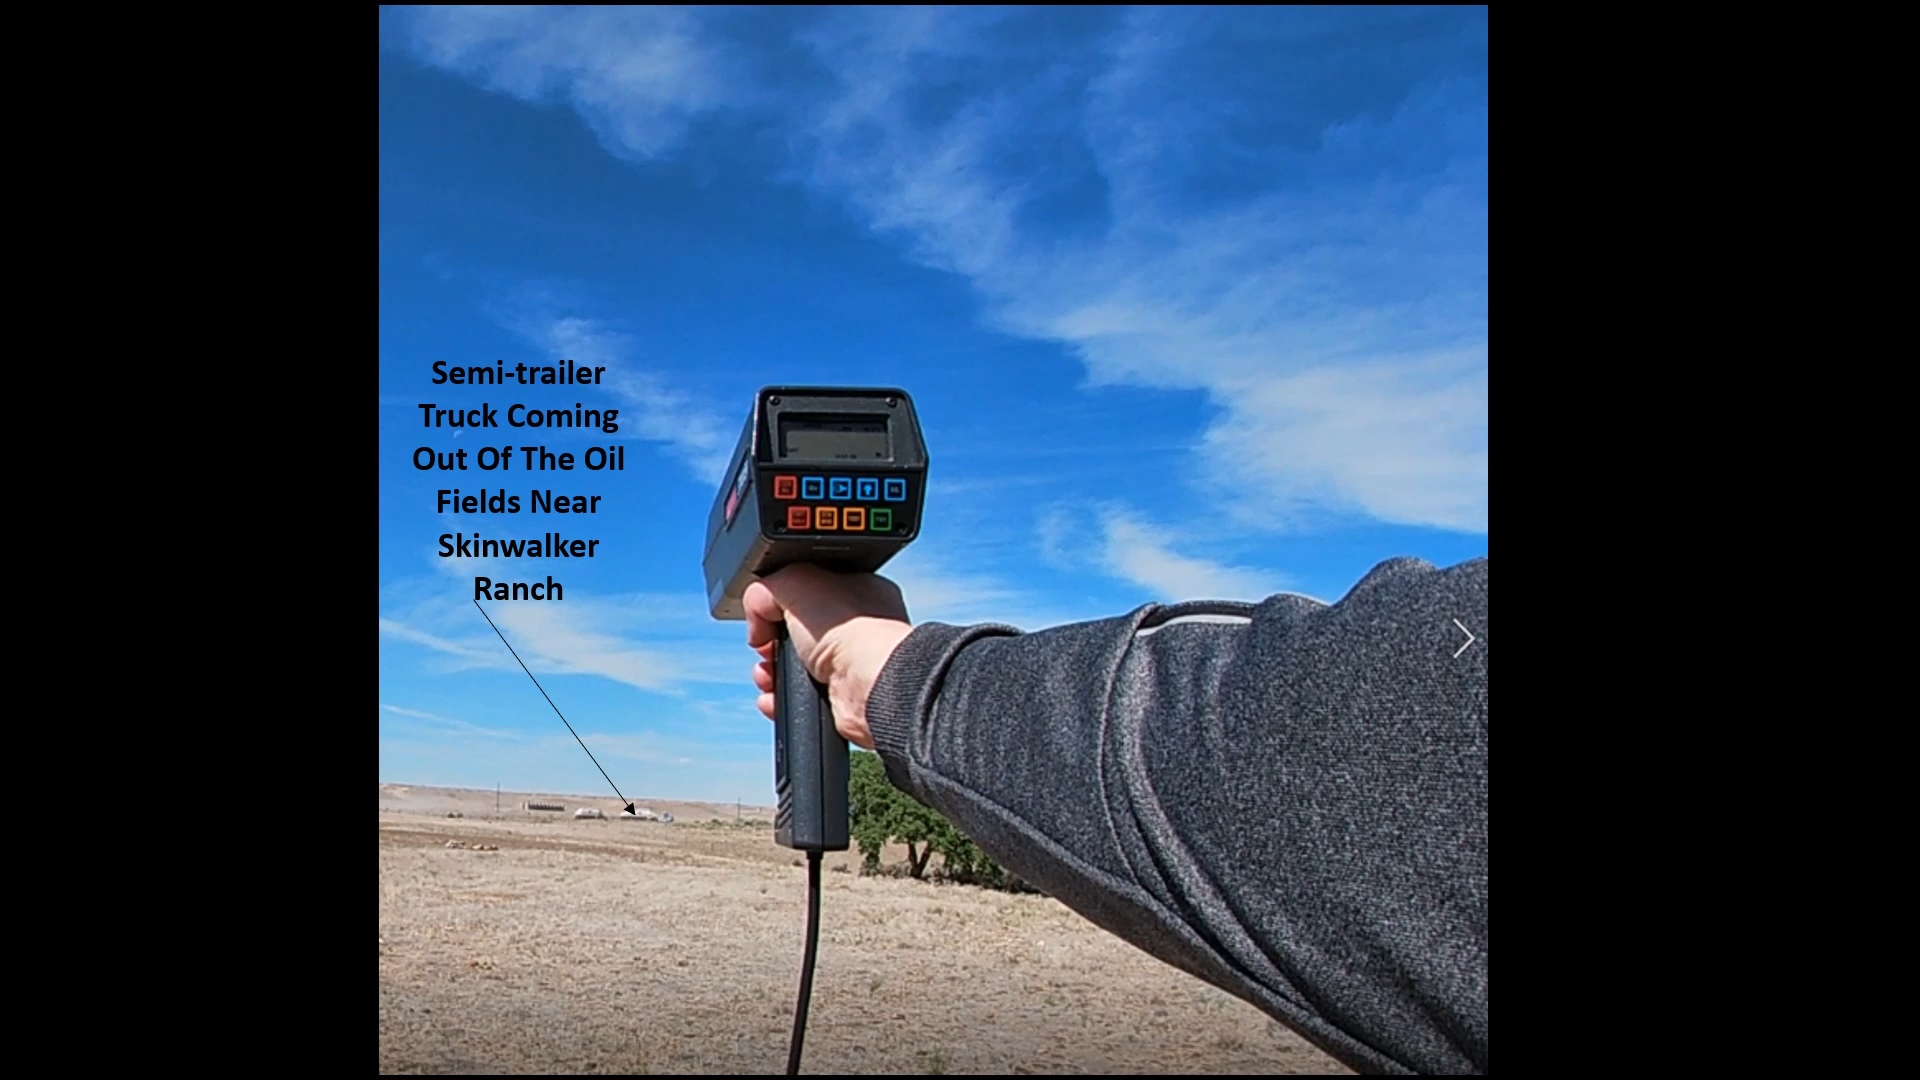 Semi-trailer
Truck Coming
Out Of The Oil
Fields Near
Skinwalker
Ranch